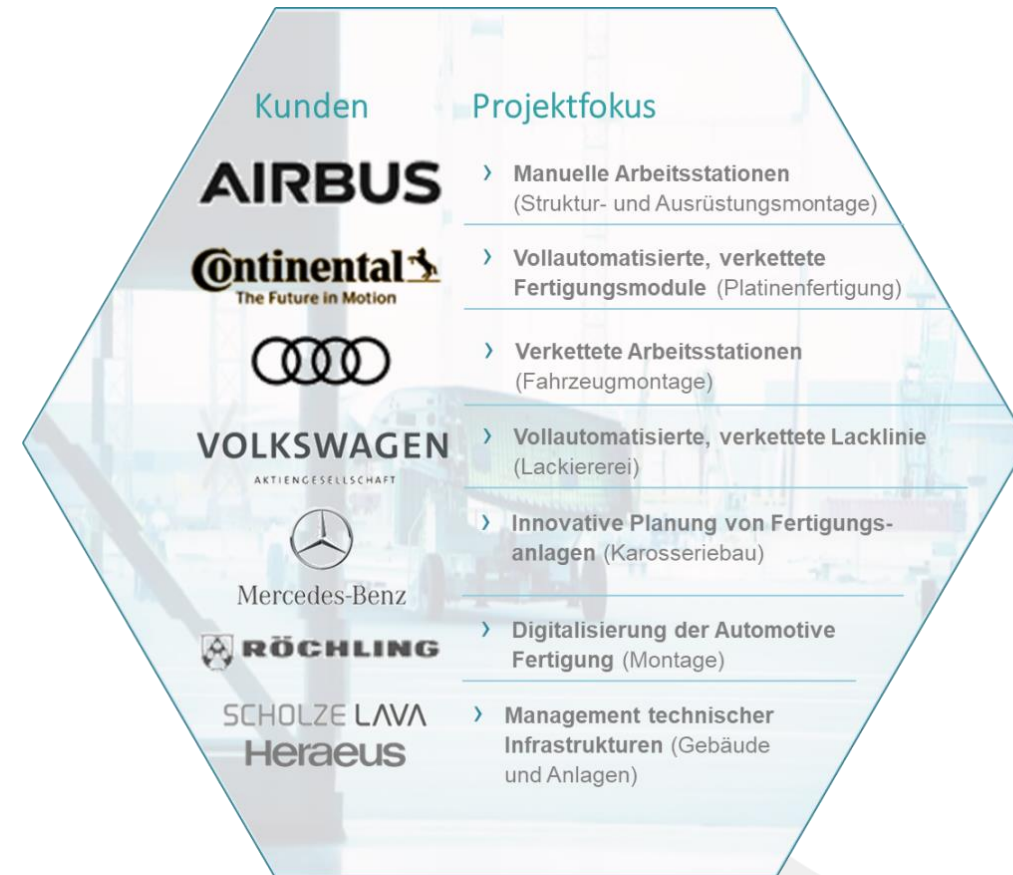 Kunden Projektfokus
AIRBUS
› Manuelle Arbeitsstationen
(Struktur- und Ausrüstungsmontage)
Continental
The Future in Motion
› Vollautomatisierte, verkettete
Fertigungsmodule (Platinenfertigung)
› Verkettete Arbeitsstationen
(Fahrzeugmontage)
VOLKSWAGEN
AKTIENGESELLSCHAFT
› Vollautomatisierte, verkettete Lacklinie
(Lackiererei)
Mercedes-Benz
› Innovative Planung von Fertigungs-
anlagen (Karosseriebau)
RÖCHLING
› Digitalisierung der Automotive
Fertigung (Montage)
SCHOLZE LAVA
Heraeus
› Management technischer
Infrastrukturen (Gebäude
und Anlagen)